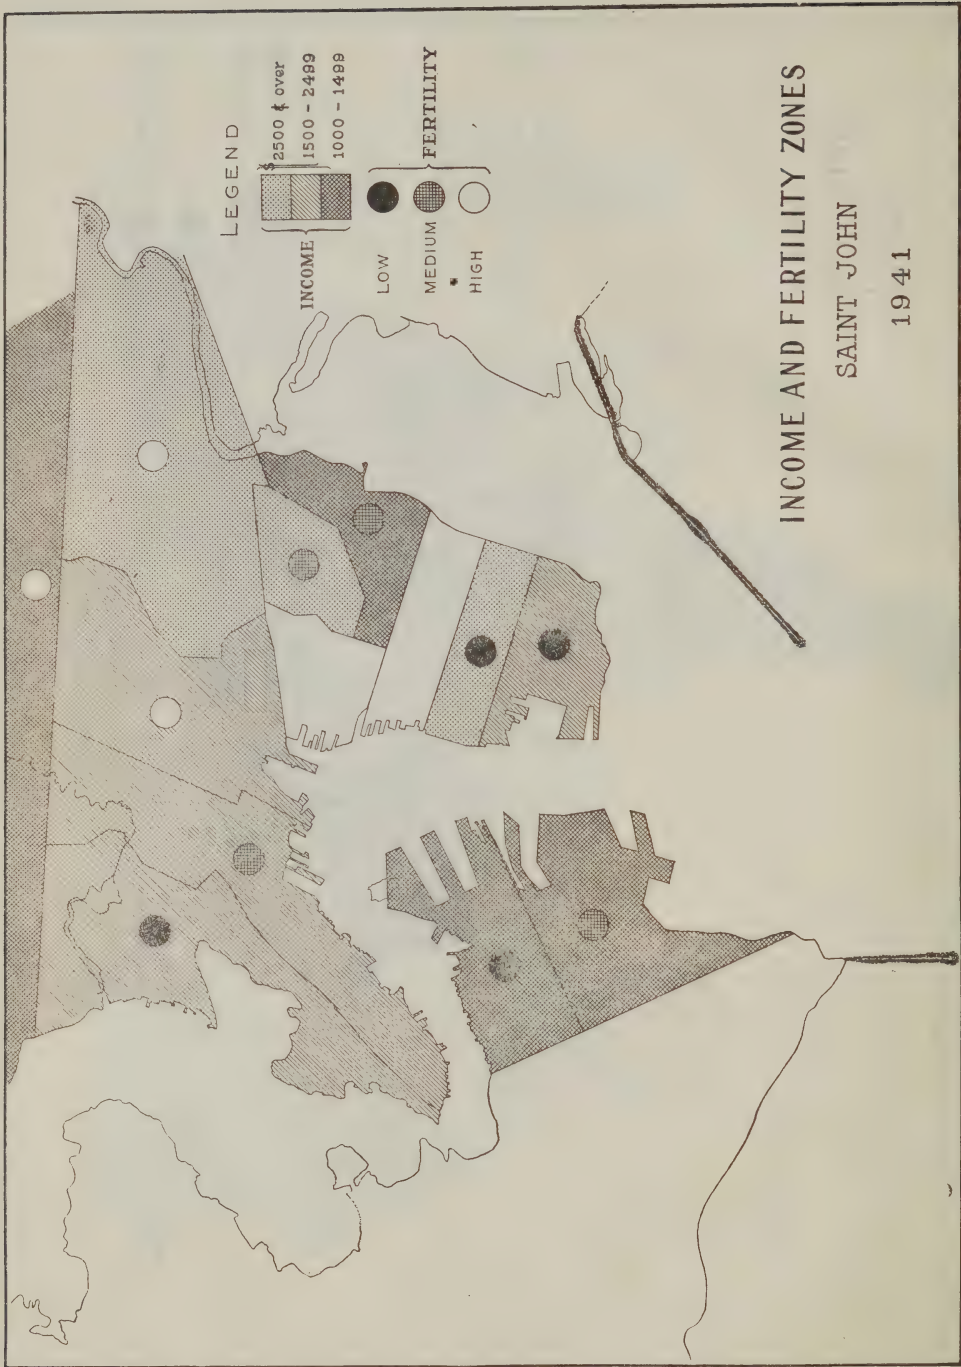 LEGEND
INCOME
$2500 & over
1500 - 2499
1000 - 1499
LOW
MEDIUM
HIGH
FERTILITY
INCOME AND FERTILITY ZONES
SAINT JOHN
1941